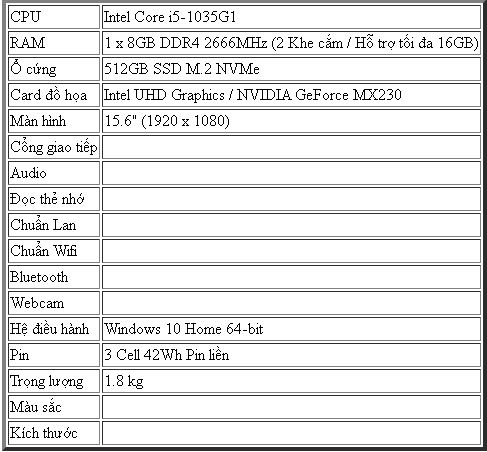 CPU Intel Core i5-1035G1
RAM 1 x 8GB DDR4 2666MHz (2 Khe cắm / Hỗ trợ tối đa 16GB)
Ổ cứng 512GB SSD M.2 NVMe
Card đồ họa Intel UHD Graphics / NVIDIA GeForce MX230
Màn hình 15.6" (1920 x 1080)
Cổng giao tiếp
Audio
Đọc thẻ nhớ
Chuẩn Lan
Chuẩn Wifi
Bluetooth
Webcam
Hệ điều hành Windows 10 Home 64-bit
Pin 3 Cell 42Wh Pin liền
Trọng lượng 1.8 kg
Màu sắc
Kích thước